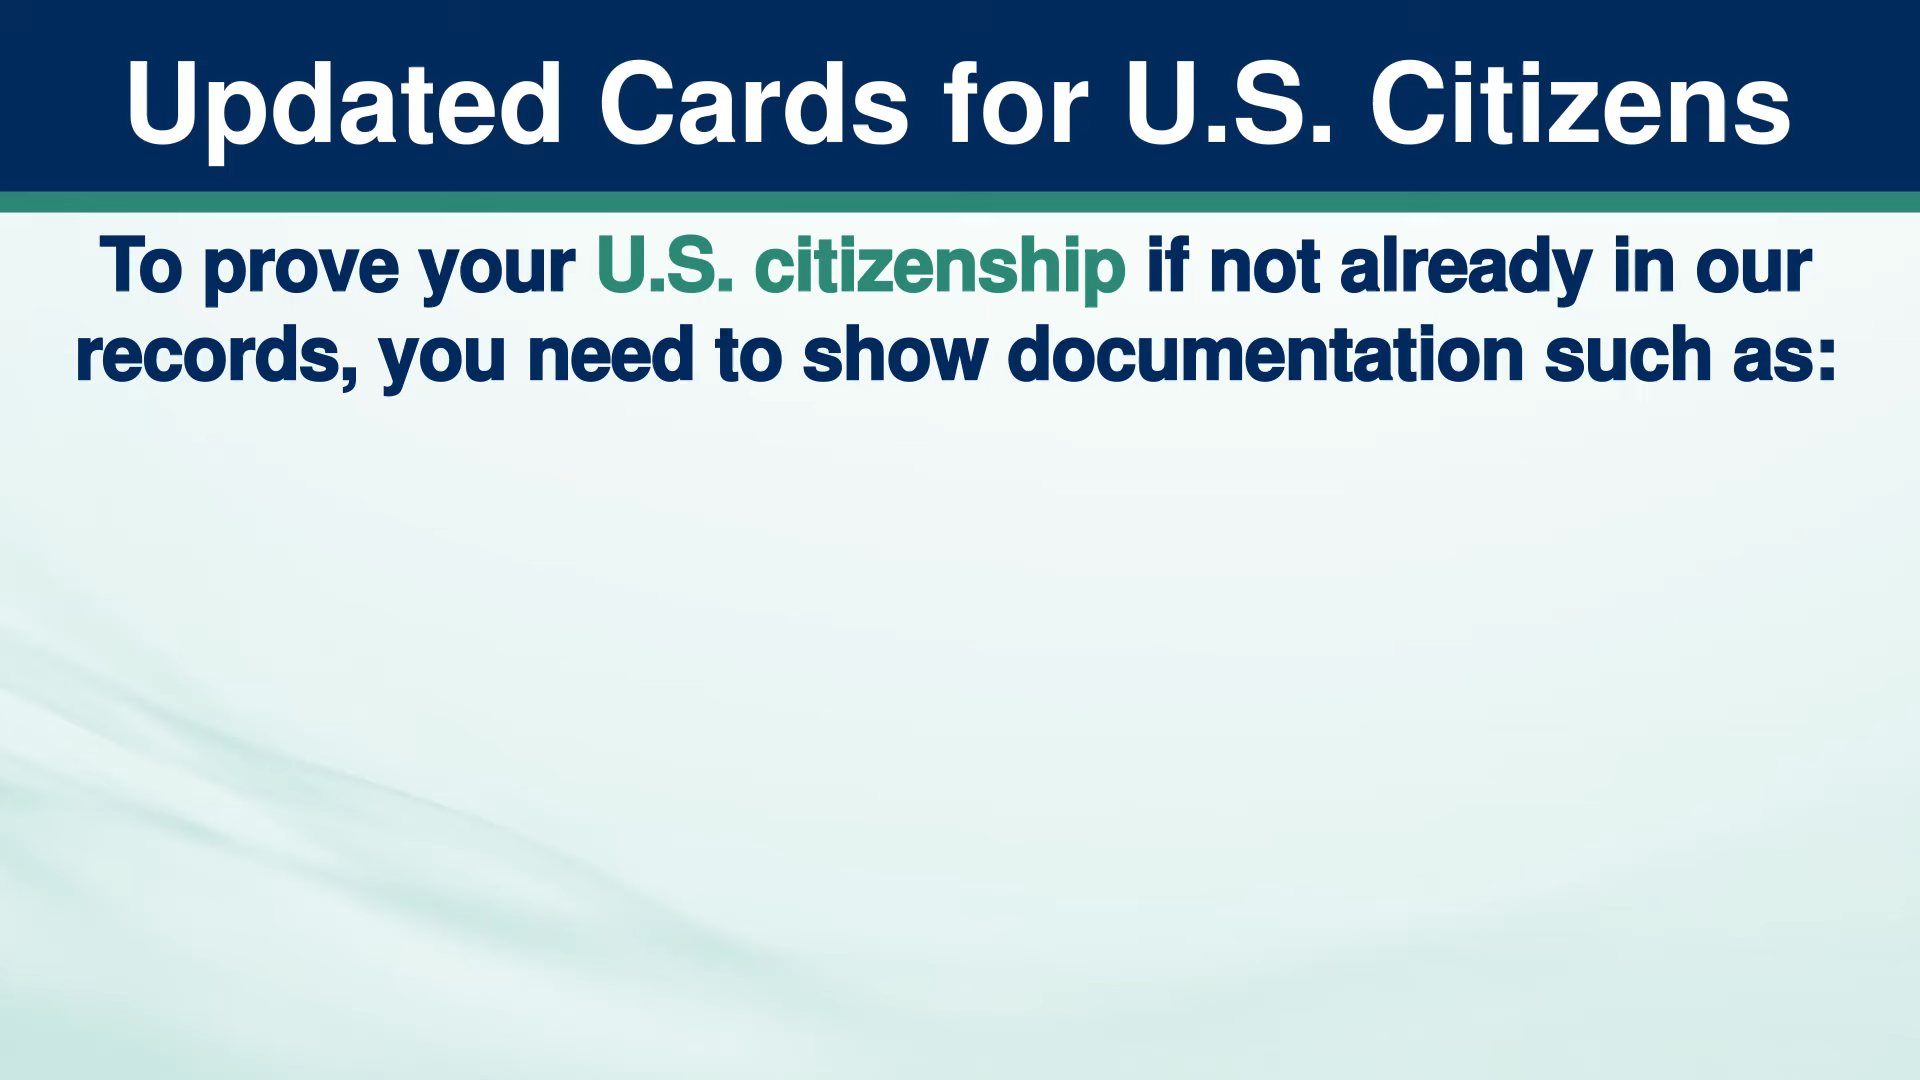 Updated Cards for U.S. Citizens
To prove your U.S. citizenship if not already in our
records, you need to show documentation such as: